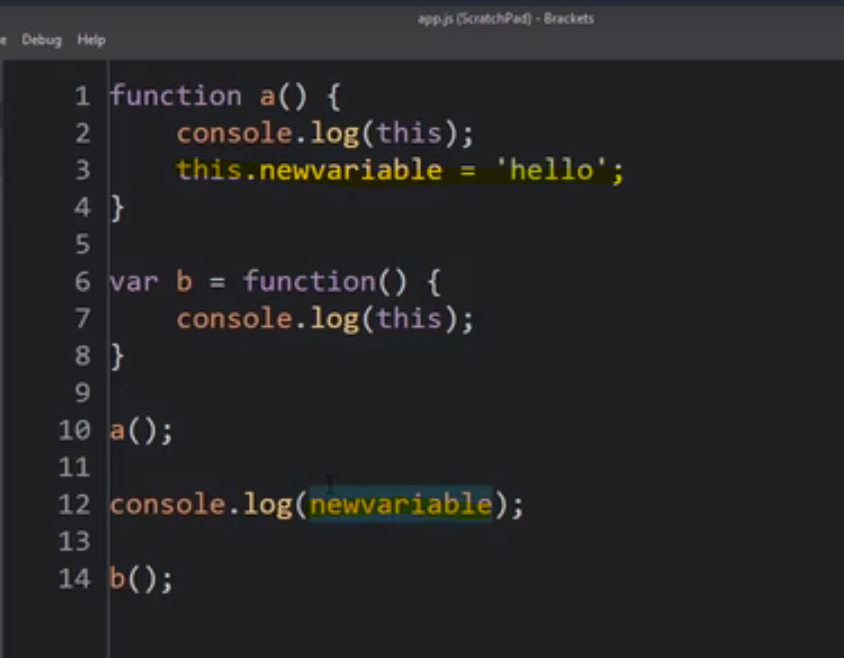 app.js (ScratchPad) - Brackets
e Debug Help
1 function a() {
2 console.log(this);
3 this.newvariable = 'hello';
4 }
5
6 var b = function() {
7 console.log(this);
8 }
9
10 a();
11
12 console.log(newvariable);
13
14 b();